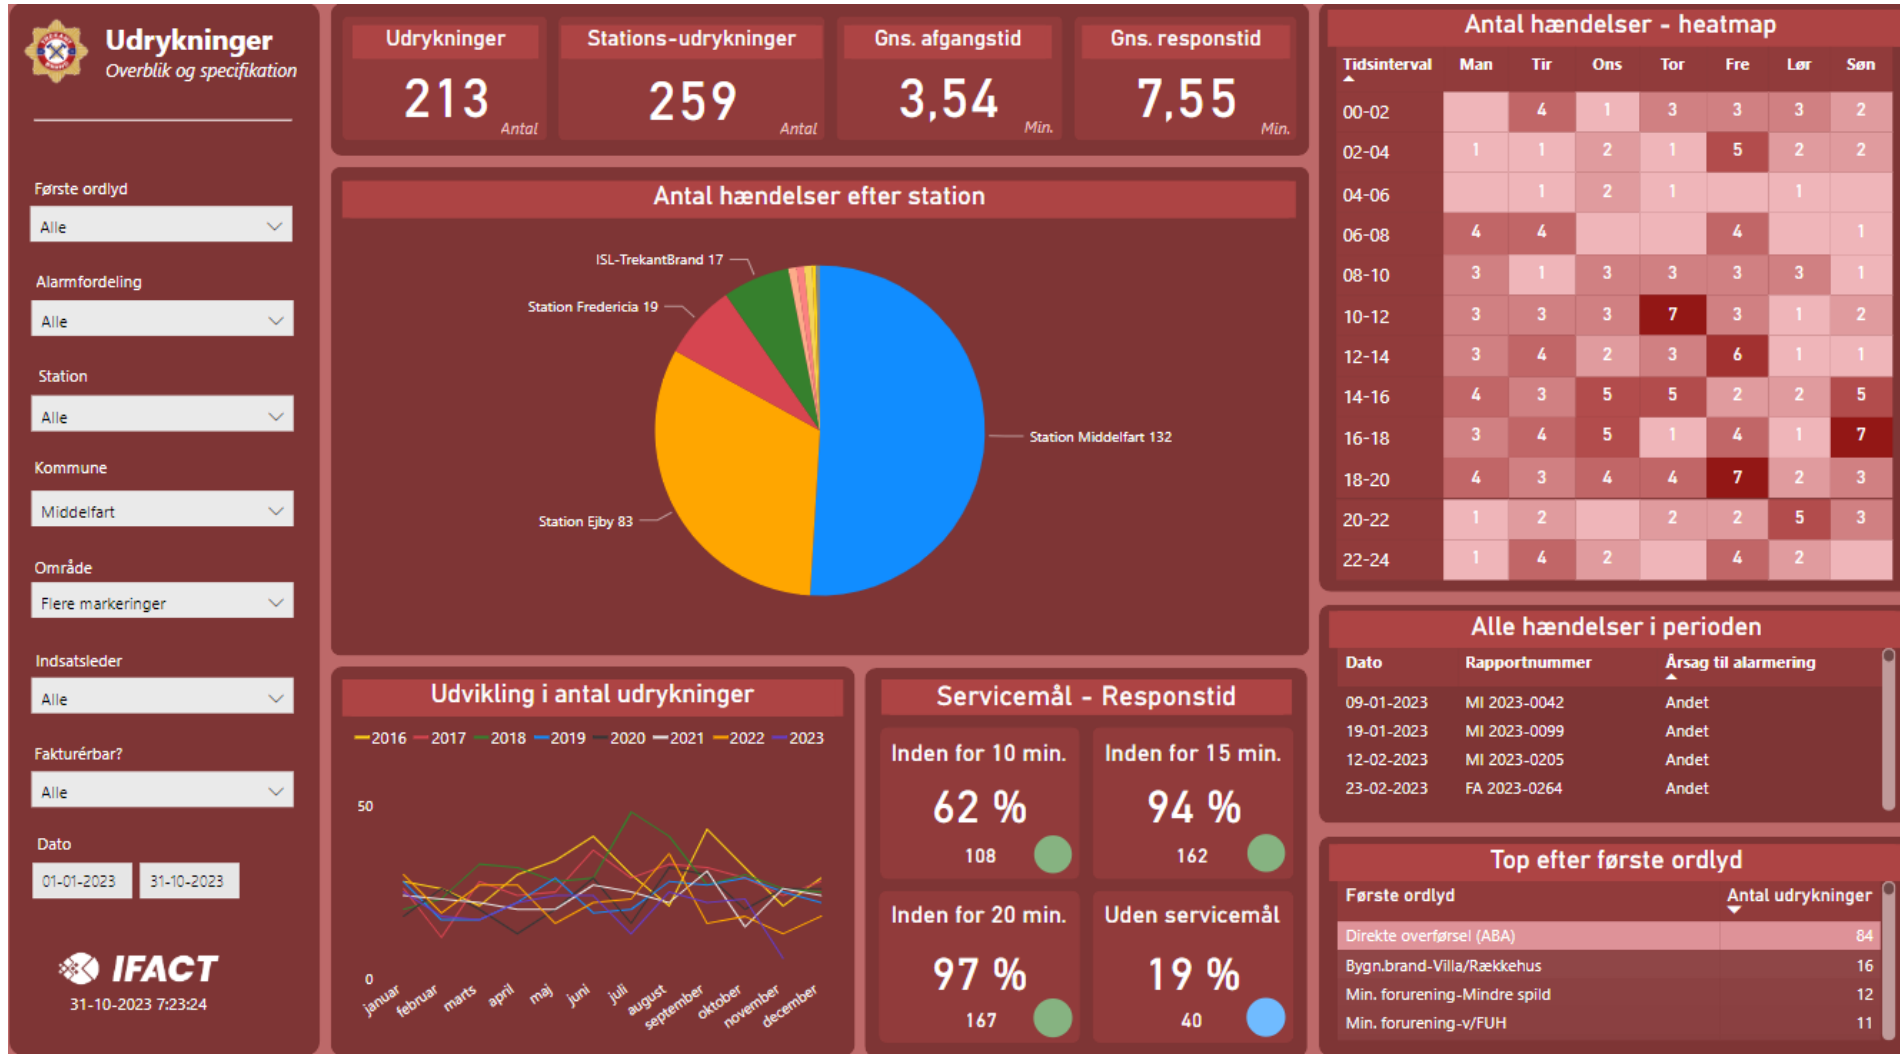 Udrykninger
Overblik og specifikation
Første ordlyd
Alle
Alarmfordeling
Alle
Station
Alle
Kommune
Middelfart
Område
Flere markeringer
Indsatsleder
Alle
Fakturérbar?
Alle
Dato
01-01-2023 31-10-2023
IFACT
31-10-2023 7:23:24
Udrykninger
213
Antal
Stations-udrykninger
259
Antal
Gns. afgangstid
3,54
Min.
Gns. responstid
7,55
Min.
Antal hændelser efter station
ISL-TrekantBrand 17
Station Fredericia 19
Station Middelfart 132
Station Ejby 83
Udvikling i antal udrykninger
2016 2017 2018 2019 2020 2021 2022 2023
50
0
januar februar marts april maj juni juli august september oktober november december
Servicemål - Responstid
Inden for 10 min.
62 %
108
Inden for 15 min.
94 %
162
Inden for 20 min.
97 %
167
Uden servicemål
19 %
40
Antal hændelser - heatmap
Tidsinterval Man Tir Ons Tor Fre Lør Søn
00-02 4 1 3 3 3 2
02-04 1 1 2 1 5 2 2
04-06 1 2 1 1
06-08 4 4 4 1
08-10 3 1 3 3 3 3 1
10-12 3 3 3 7 3 1 2
12-14 3 4 2 3 6 1 1
14-16 4 3 5 5 2 2 5
16-18 3 4 5 1 4 1 7
18-20 4 3 4 4 7 2 3
20-22 1 2 2 2 5 3
22-24 1 4 2 4 2
Alle hændelser i perioden
Dato Rapportnummer Årsag til alarmering
09-01-2023 MI 2023-0042 Andet
19-01-2023 MI 2023-0099 Andet
12-02-2023 MI 2023-0205 Andet
23-02-2023 FA 2023-0264 Andet
Top efter første ordlyd
Første ordlyd Antal udrykninger
Direkte overførsel (ABA) 84
Bygn.brand-Villa/Rækkehus 16
Min. forurening-Mindre spild 12
Min. forurening-v/FUH 11